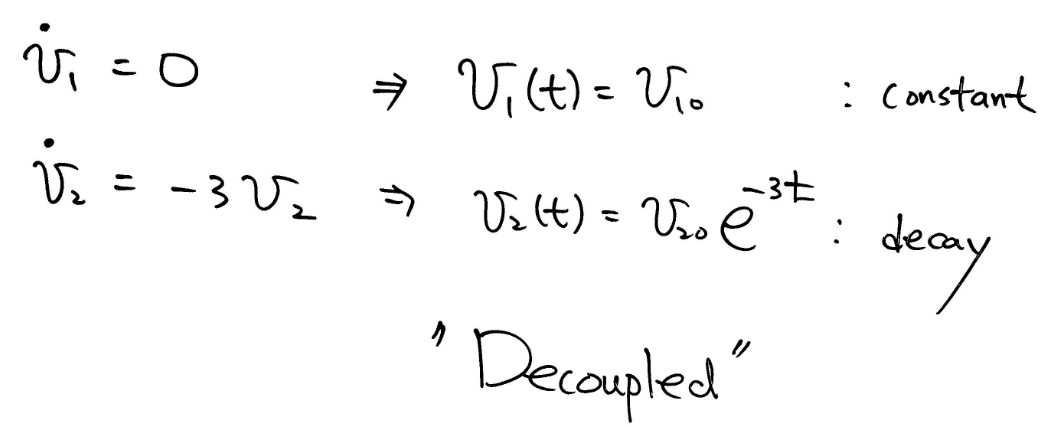 v̇₁ = 0 ⇒ v₁(t) = v₁₀ : constant
v̇₂ = -3v₂ ⇒ v₂(t) = v₂₀e^{-3t} : decay
"Decoupled"